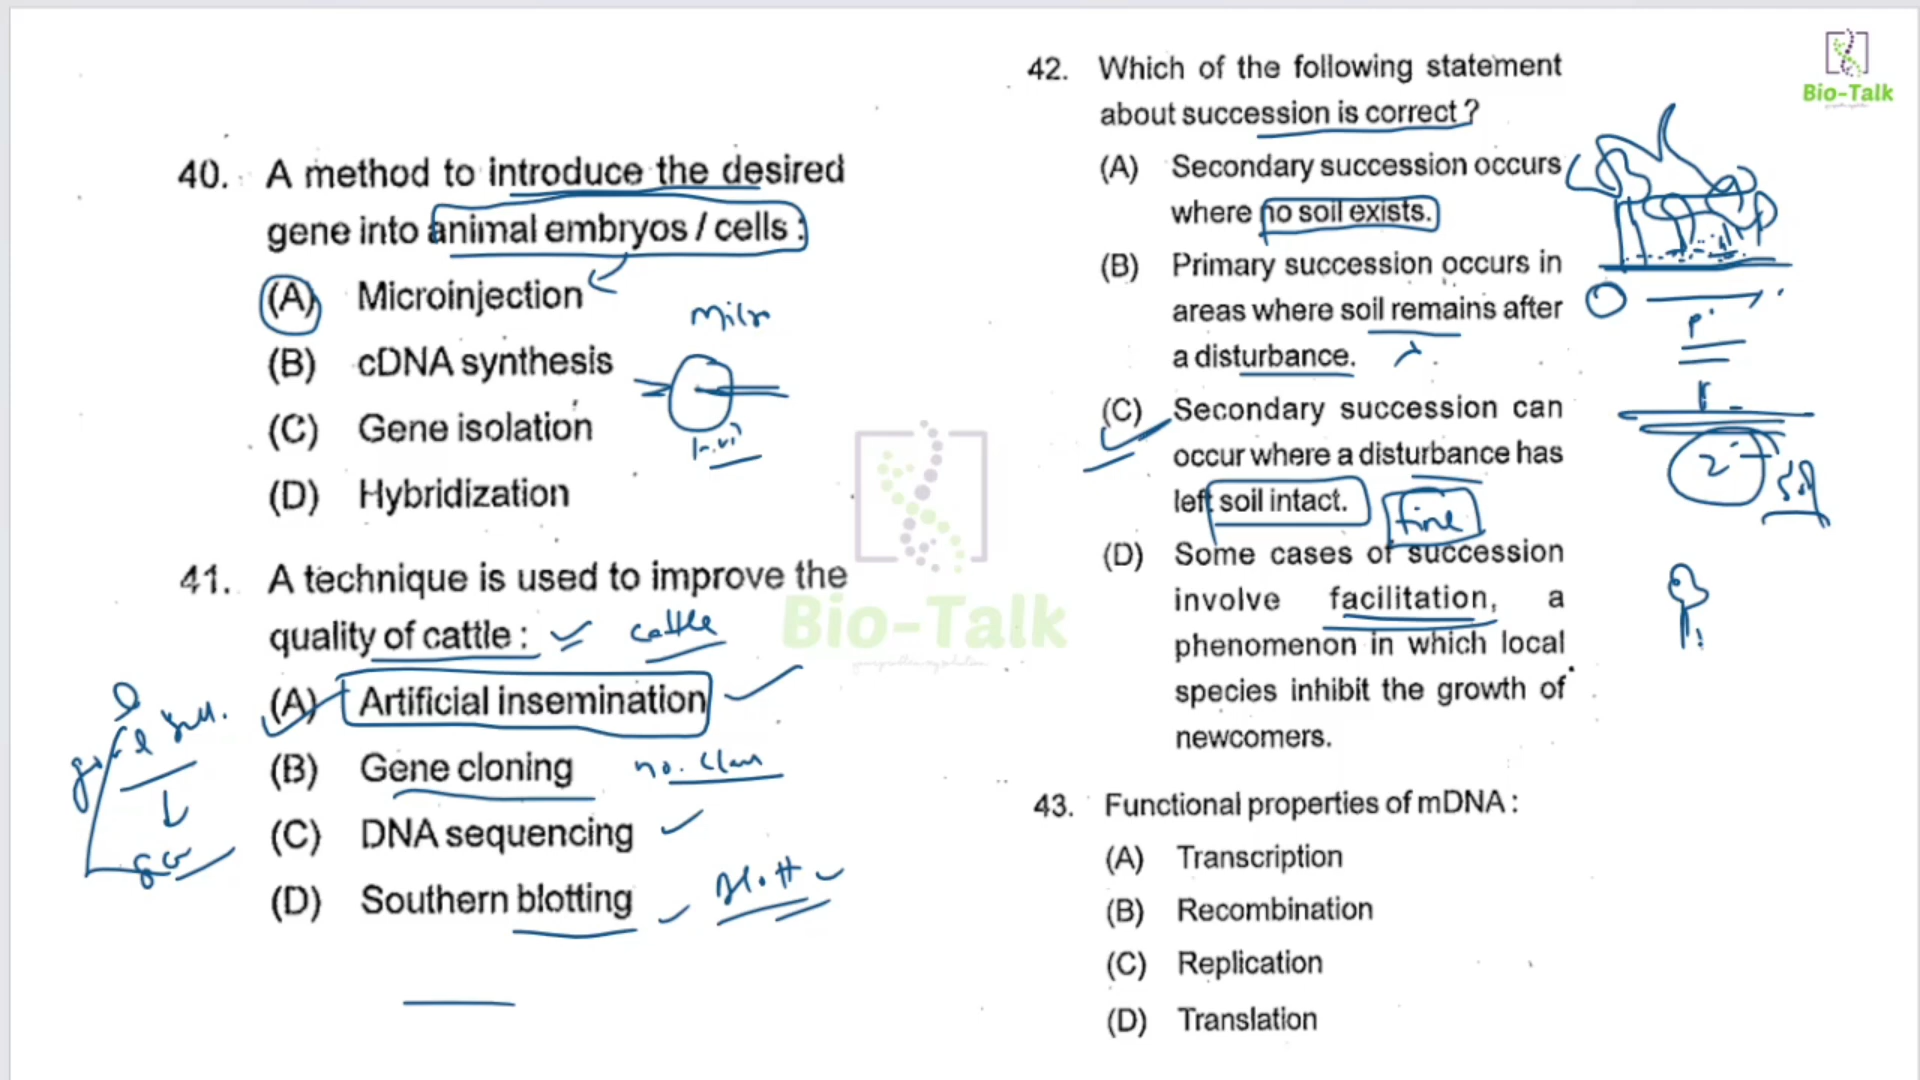 40. A method to introduce the desired
gene into animal embryos / cells :
(A) Microinjection
(B) cDNA synthesis
(C) Gene isolation
(D) Hybridization
41. A technique is used to improve the
quality of cattle :
cattle
(A) Artificial insemination
(B) Gene cloning
(C) DNA sequencing
(D) Southern blotting
42. Which of the following statement
about succession is correct ?
(A) Secondary succession occurs
where no soil exists.
(B) Primary succession occurs in
areas where soil remains after
a disturbance.
(C) Secondary succession can
occur where a disturbance has
left soil intact.
(D) Some cases of succession
involve facilitation, a
phenomenon in which local
species inhibit the growth of
newcomers.
43. Functional properties of mDNA :
(A) Transcription
(B) Recombination
(C) Replication
(D) Translation
Bio-Talk
Bio-Talk